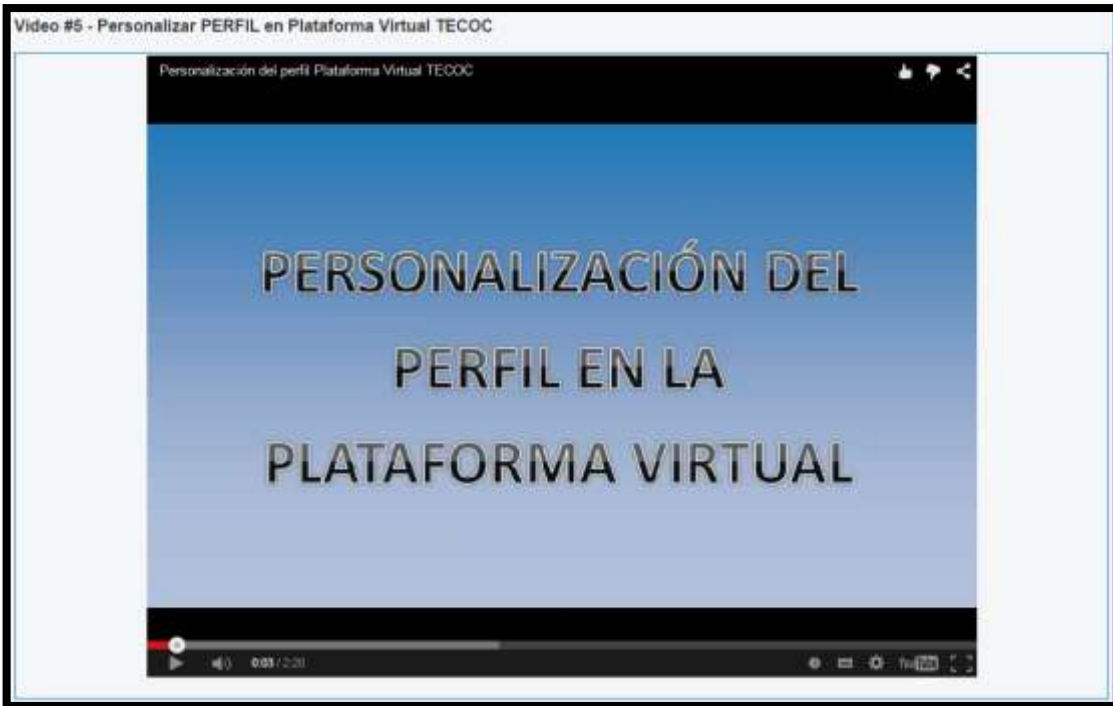 Video #5 - Personalizar PERFIL en Plataforma Virtual TECOC
Personalización del perfil Plataforma Virtual TECOC
PERSONALIZACIÓN DEL
PERFIL EN LA
PLATAFORMA VIRTUAL
0:03 / 2:20
YouTube